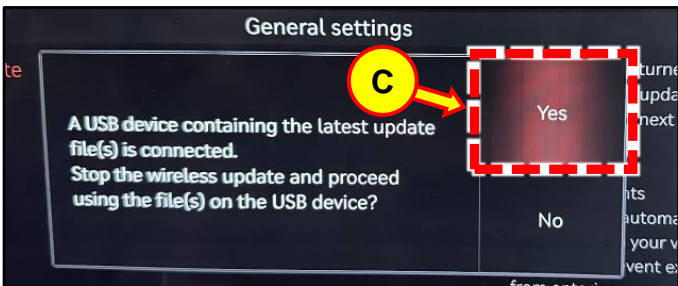 General settings
te
C
turne
Yes
upda
next
A USB device containing the latest update
file(s) is connected.
Stop the wireless update and proceed
using the file(s) on the USB device?
nts
No
automa
your v
vent e